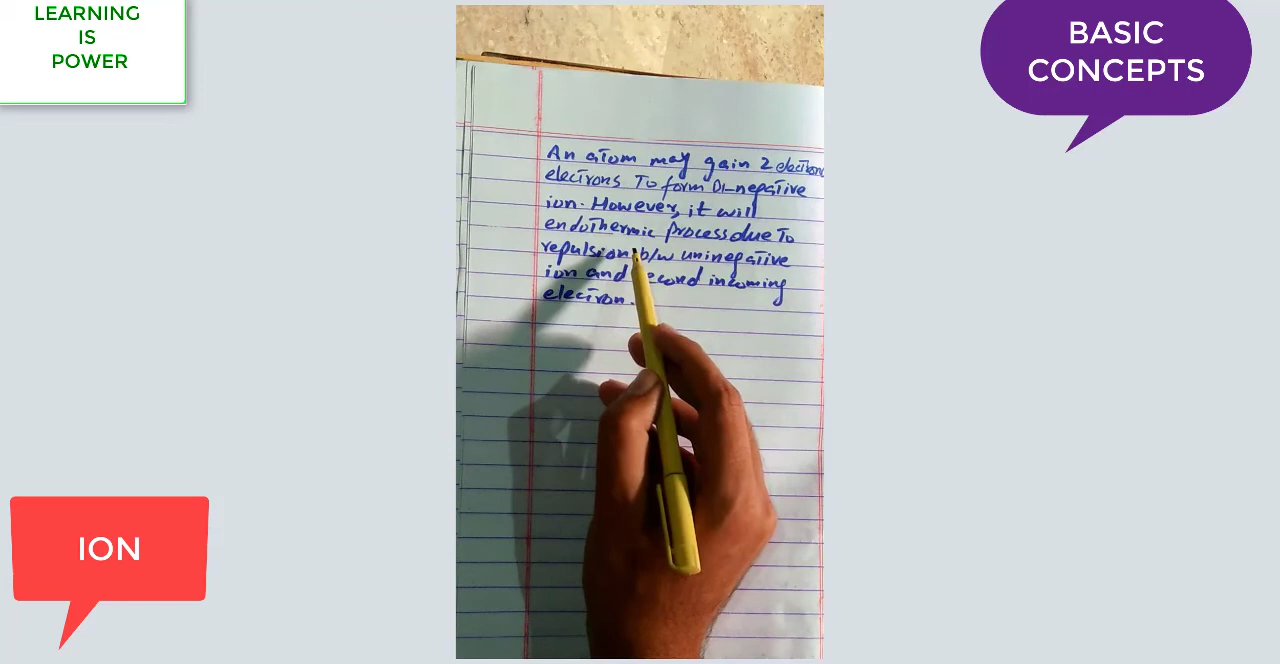 LEARNING
IS
POWER
BASIC
CONCEPTS
An atom may gain 2 electrons
electrons To form Di-negative
ion. However, it will
endothermic process due To
repulsion b/w uninegative
ion and second incoming
electron.
ION